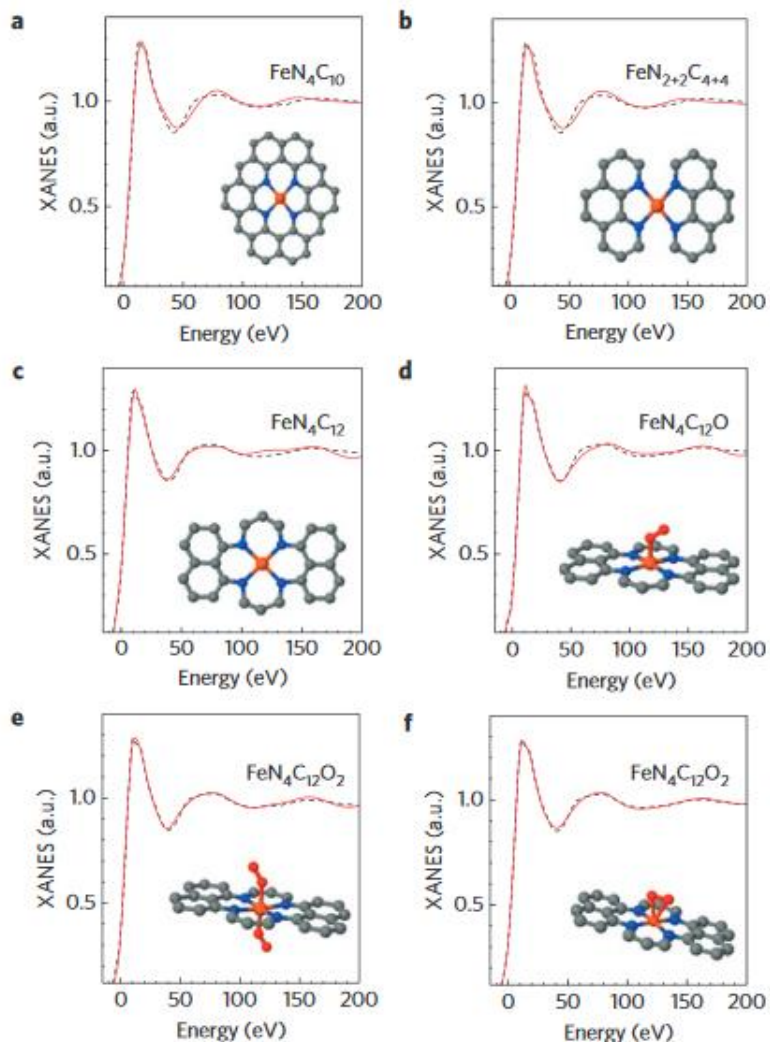 a
FeN₄C₁₀
XANES (a.u.)
1.0
0.5
0 50 100 150 200
Energy (eV)
b
FeN₂₊₂C₄₊₄
XANES (a.u.)
1.0
0.5
0 50 100 150 200
Energy (eV)
c
FeN₄C₁₂
XANES (a.u.)
1.0
0.5
0 50 100 150 200
Energy (eV)
d
FeN₄C₁₂O
XANES (a.u.)
1.0
0.5
0 50 100 150 200
Energy (eV)
e
FeN₄C₁₂O₂
XANES (a.u.)
1.0
0.5
0 50 100 150 200
Energy (eV)
f
FeN₄C₁₂O₂
XANES (a.u.)
1.0
0.5
0 50 100 150 200
Energy (eV)